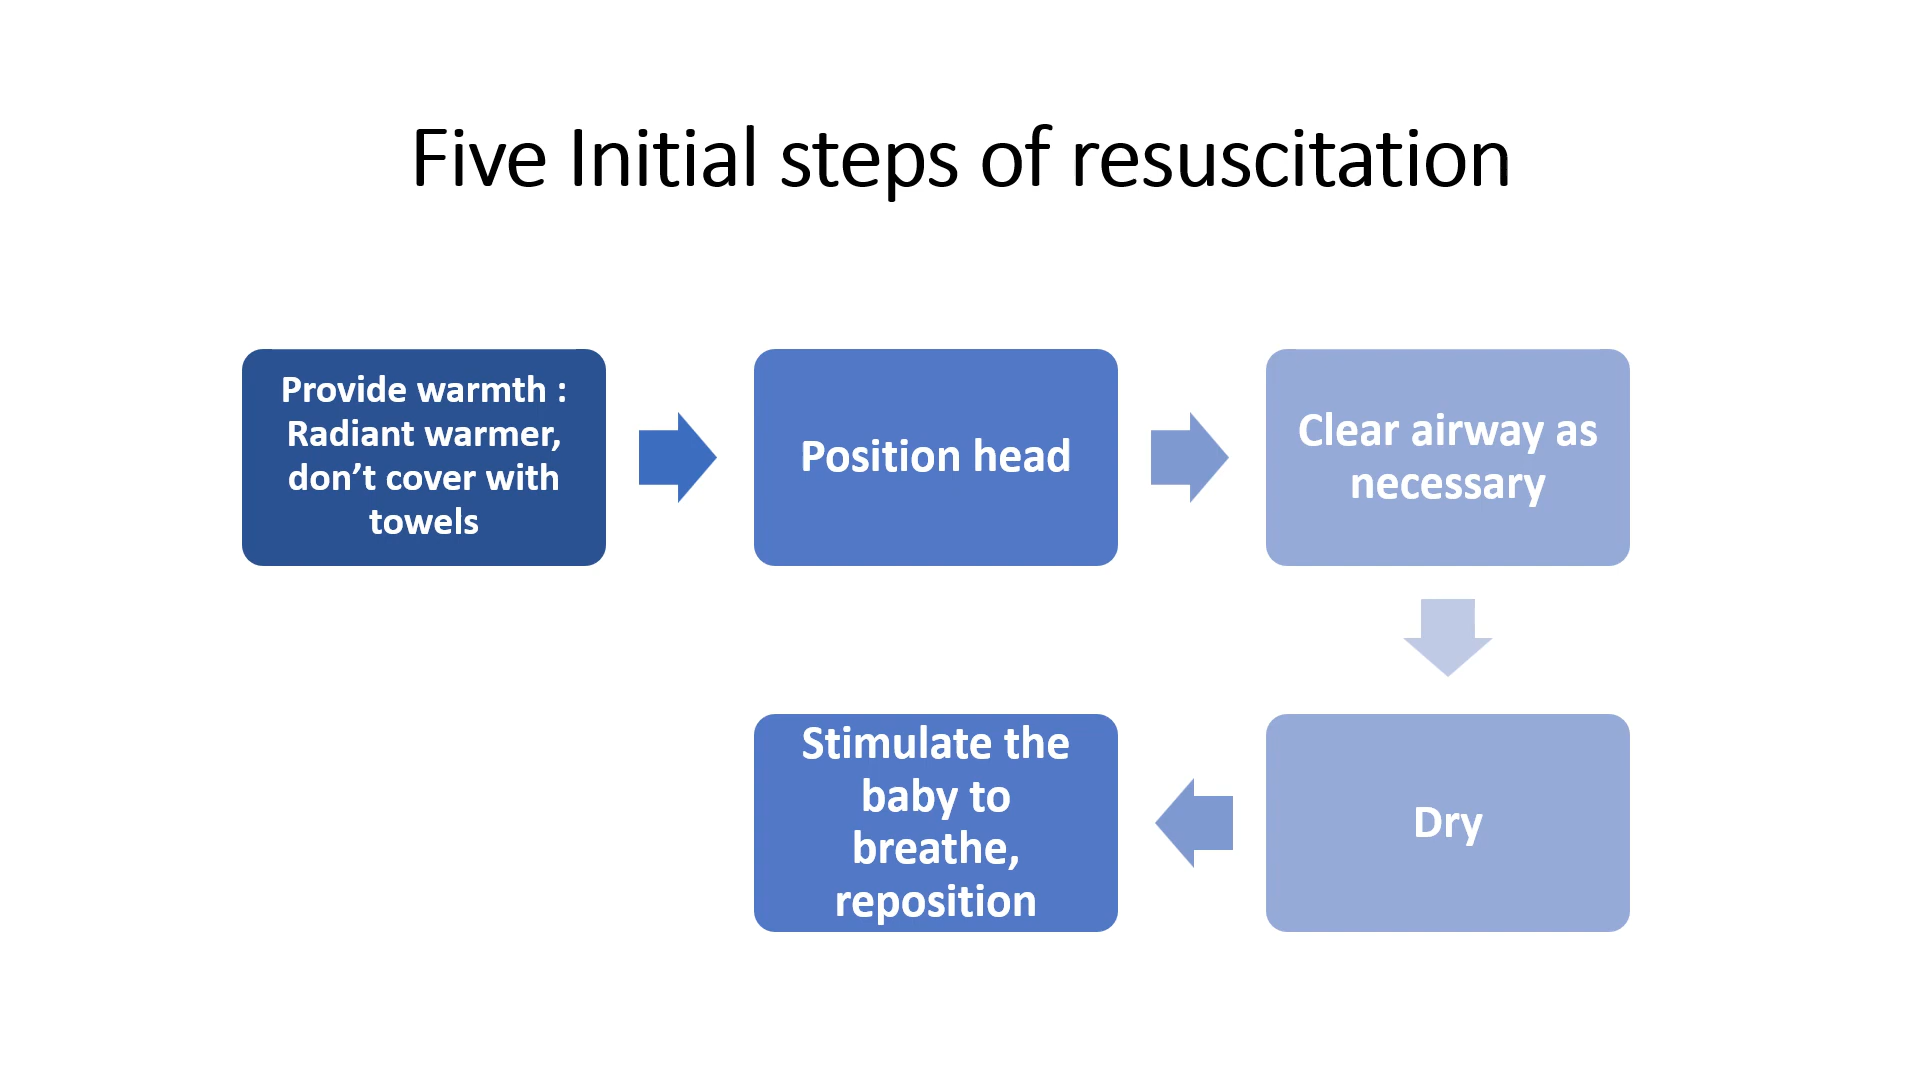 Five Initial steps of resuscitation
Provide warmth :
Radiant warmer,
don’t cover with
towels
Position head
Clear airway as
necessary
Dry
Stimulate the
baby to
breathe,
reposition